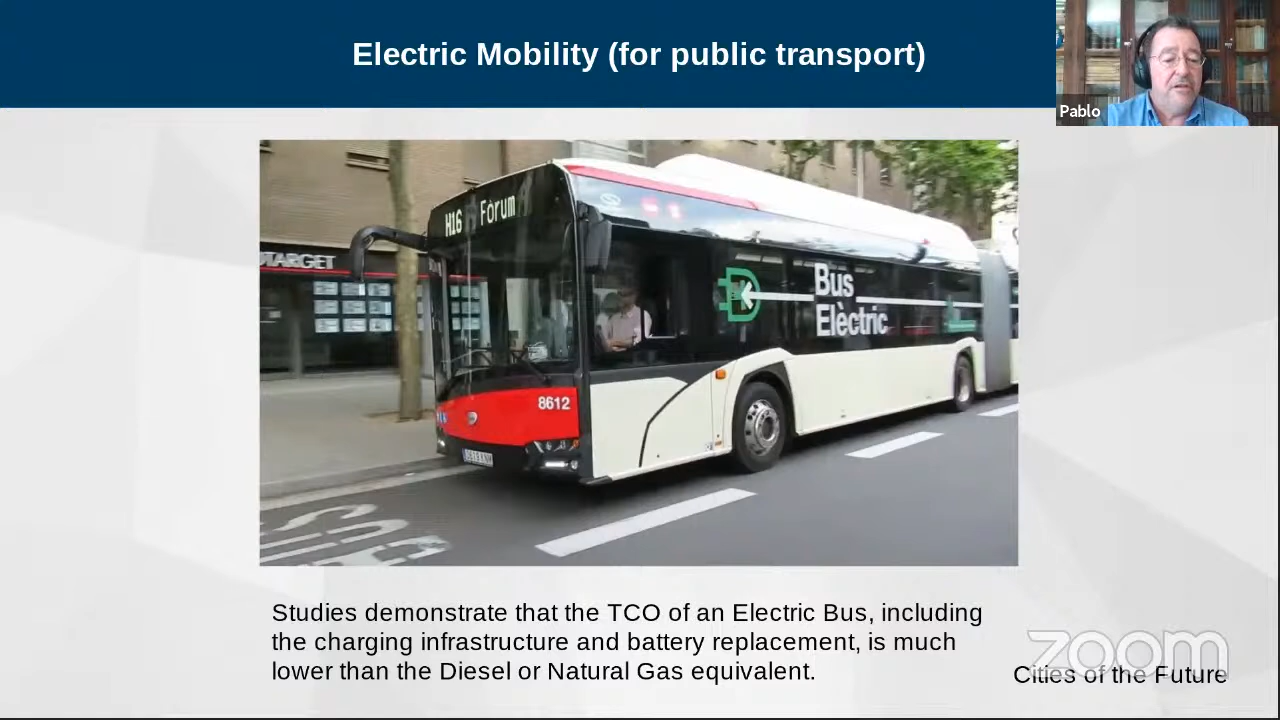 Electric Mobility (for public transport)
Pablo
H16 Fòrum
TARGET
Bus
Elèctric
8612
BUS
Studies demonstrate that the TCO of an Electric Bus, including
the charging infrastructure and battery replacement, is much
lower than the Diesel or Natural Gas equivalent.
zoom
Cities of the Future